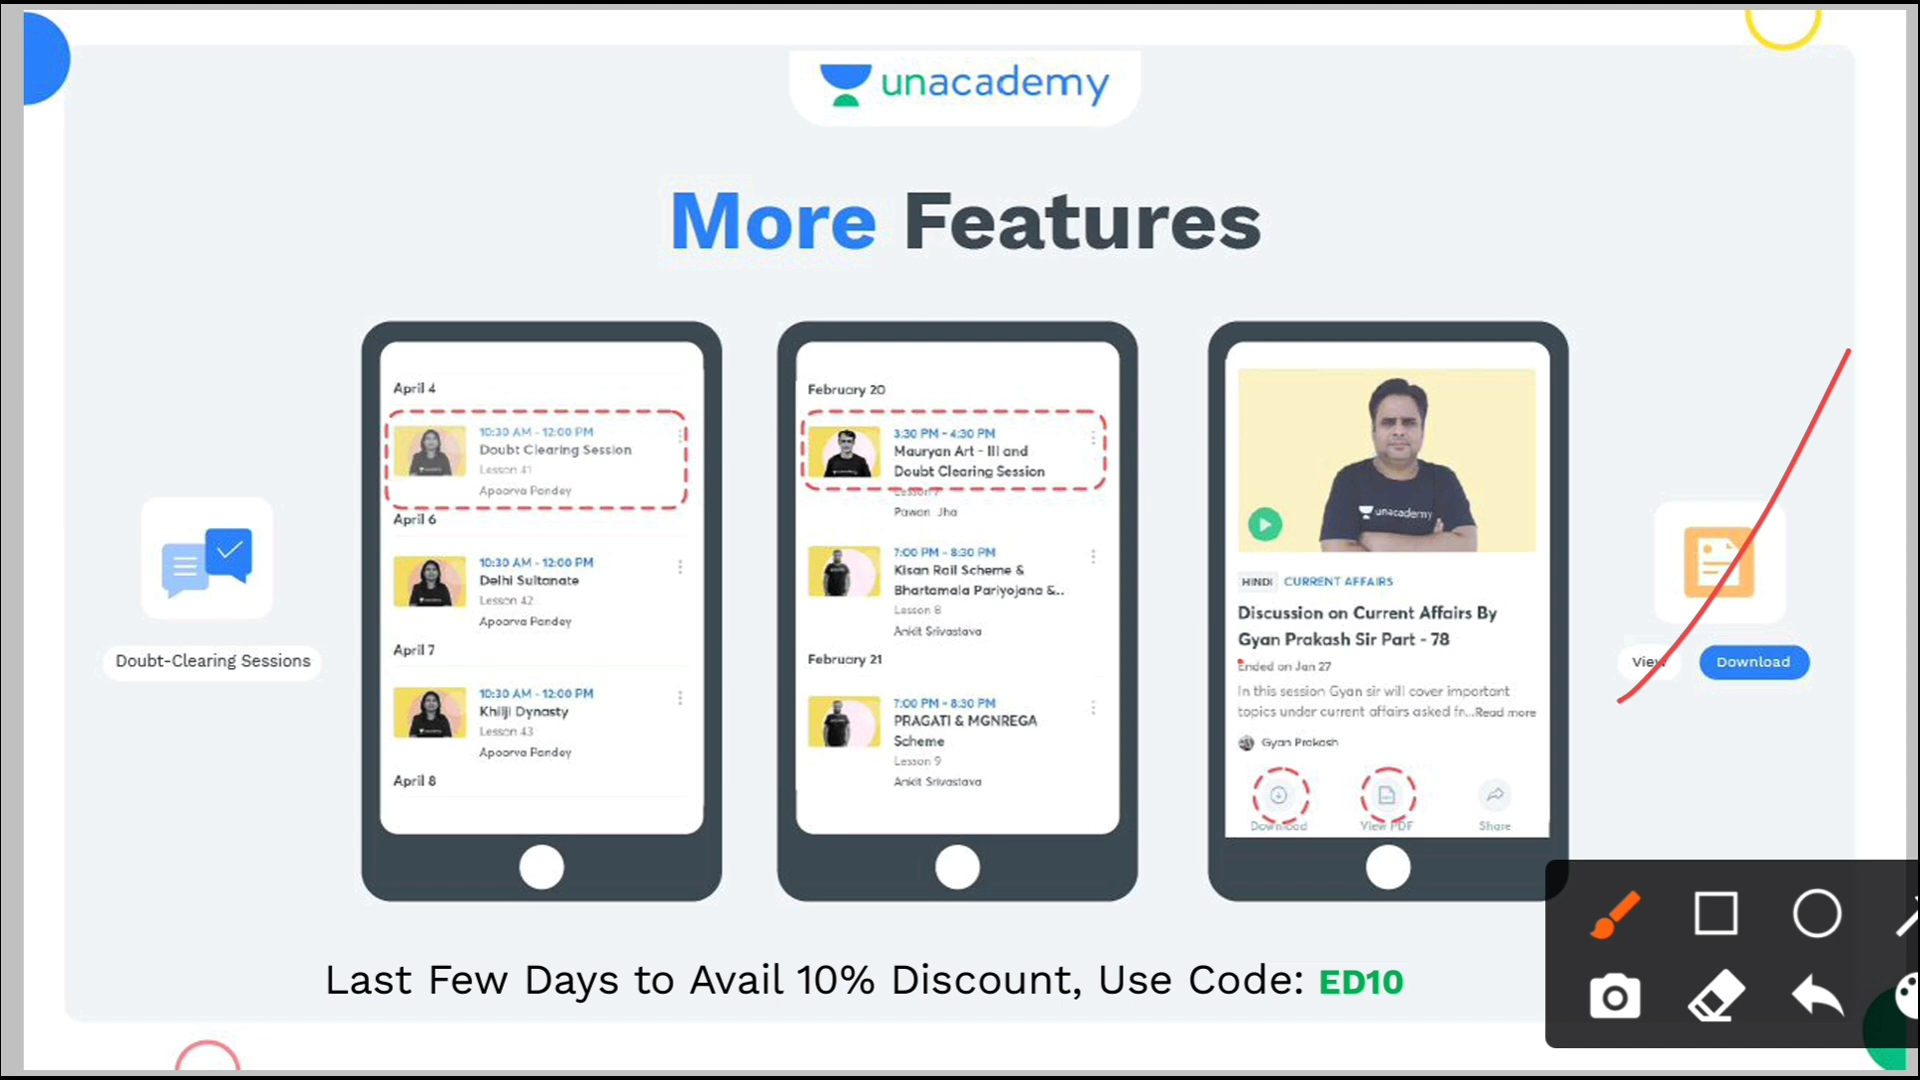 unacademy
More Features
April 4
10:30 AM - 12:00 PM
Doubt Clearing Session
Lesson 41
Apoorva Pandey
April 6
10:30 AM - 12:00 PM
Delhi Sultanate
Lesson 42
Apoorva Pandey
April 7
10:30 AM - 12:00 PM
Khilji Dynasty
Lesson 43
Apoorva Pandey
April 8
February 20
3:30 PM - 4:30 PM
Mauryan Art - III and
Doubt Clearing Session
Lesson 7
Pawan Jha
7:00 PM - 8:30 PM
Kisan Rail Scheme &
Bhartamala Pariyojana &..
Lesson 8
Ankit Srivastava
February 21
7:00 PM - 8:30 PM
PRAGATI & MGNREGA
Scheme
Lesson 9
Ankit Srivastava
unacademy
HINDI CURRENT AFFAIRS
Discussion on Current Affairs By
Gyan Prakash Sir Part - 78
Ended on Jan 27
In this session Gyan sir will cover important
topics under current affairs asked fn...Read more
Gyan Prakash
Download View PDF Share
Doubt-Clearing Sessions
View Download
Last Few Days to Avail 10% Discount, Use Code: ED10